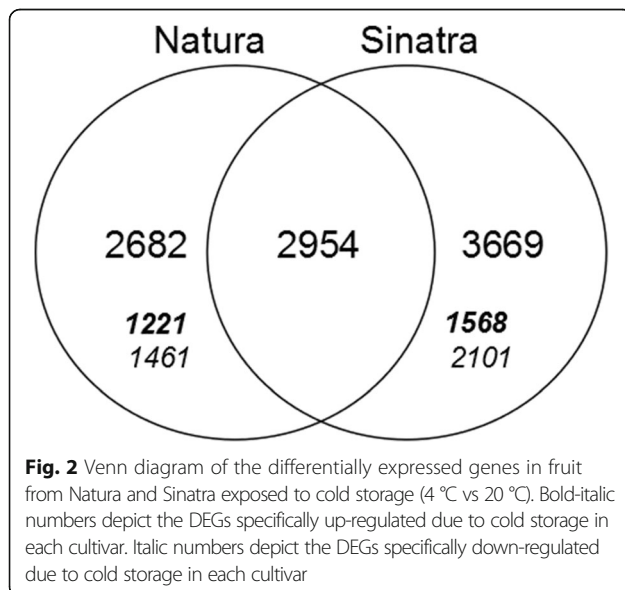 Natura Sinatra
2682 2954 3669
1221 1568
1461 2101
Fig. 2 Venn diagram of the differentially expressed genes in fruit
from Natura and Sinatra exposed to cold storage (4 °C vs 20 °C). Bold-italic
numbers depict the DEGs specifically up-regulated due to cold storage in
each cultivar. Italic numbers depict the DEGs specifically down-regulated
due to cold storage in each cultivar